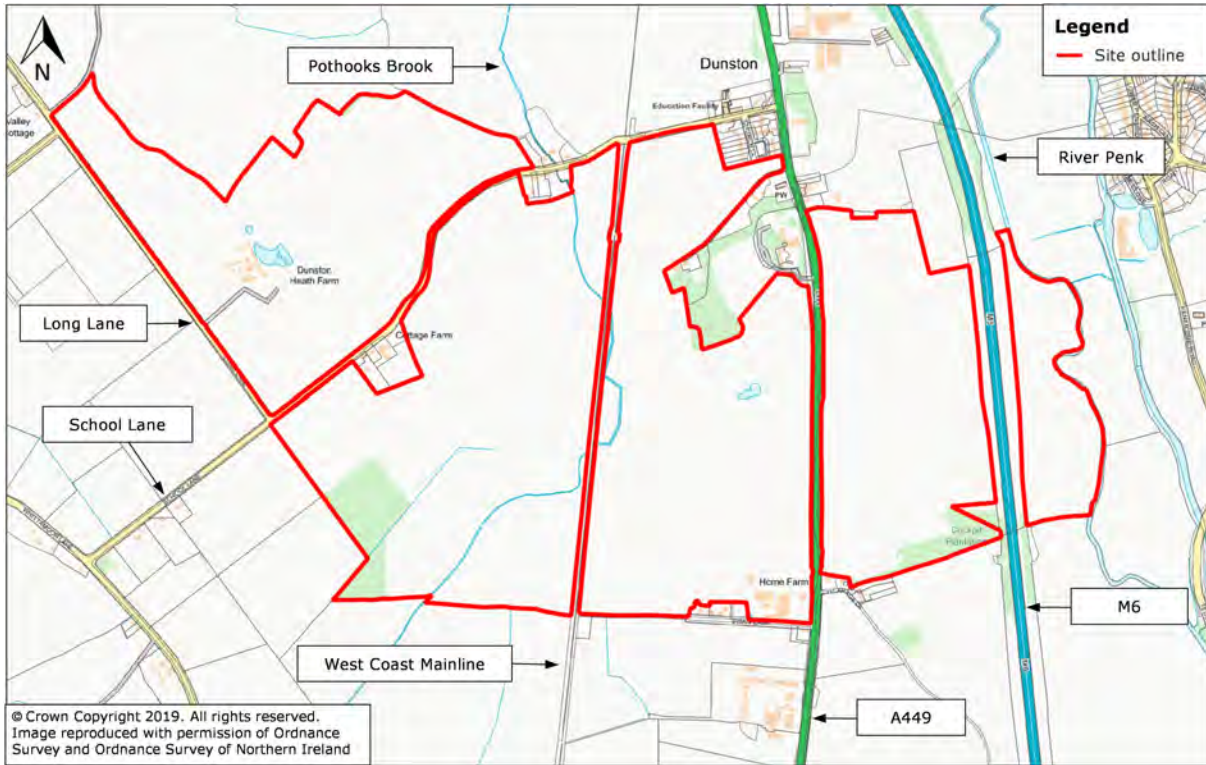 N
Legend
Site outline
Pothooks Brook
Dunston
Education Facility
River Penk
Valley
Cottage
PW
Dunston
Heath Farm
Long Lane
Cottage Farm
School Lane
Home Farm
M6
West Coast Mainline
A449
© Crown Copyright 2019. All rights reserved.
Image reproduced with permission of Ordnance
Survey and Ordnance Survey of Northern Ireland